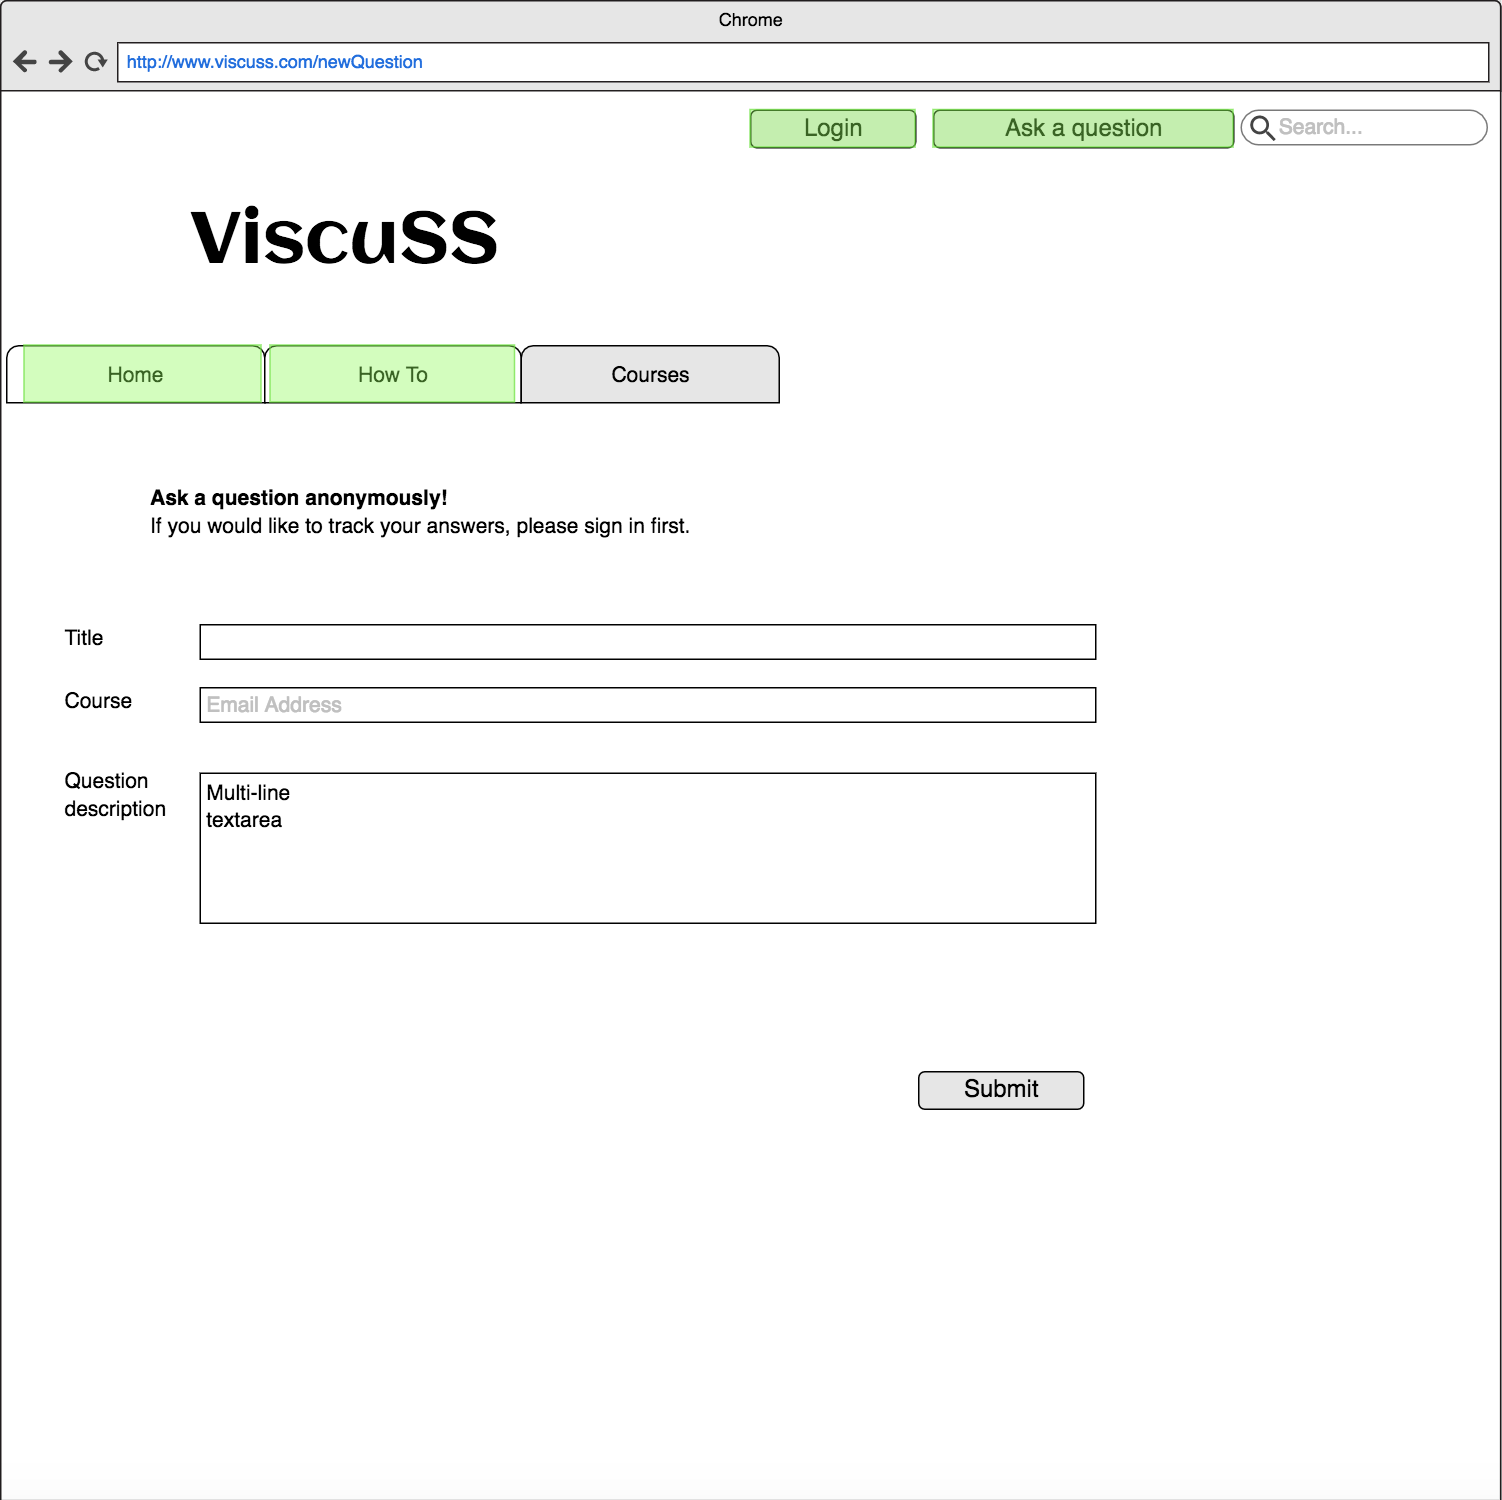 Chrome
http://www.viscuss.com/newQuestion
Login
Ask a question
Search...
ViscuSS
Home
How To
Courses
Ask a question anonymously!
If you would like to track your answers, please sign in first.
Title
Course
Email Address
Question
description
Multi-line
textarea
Submit